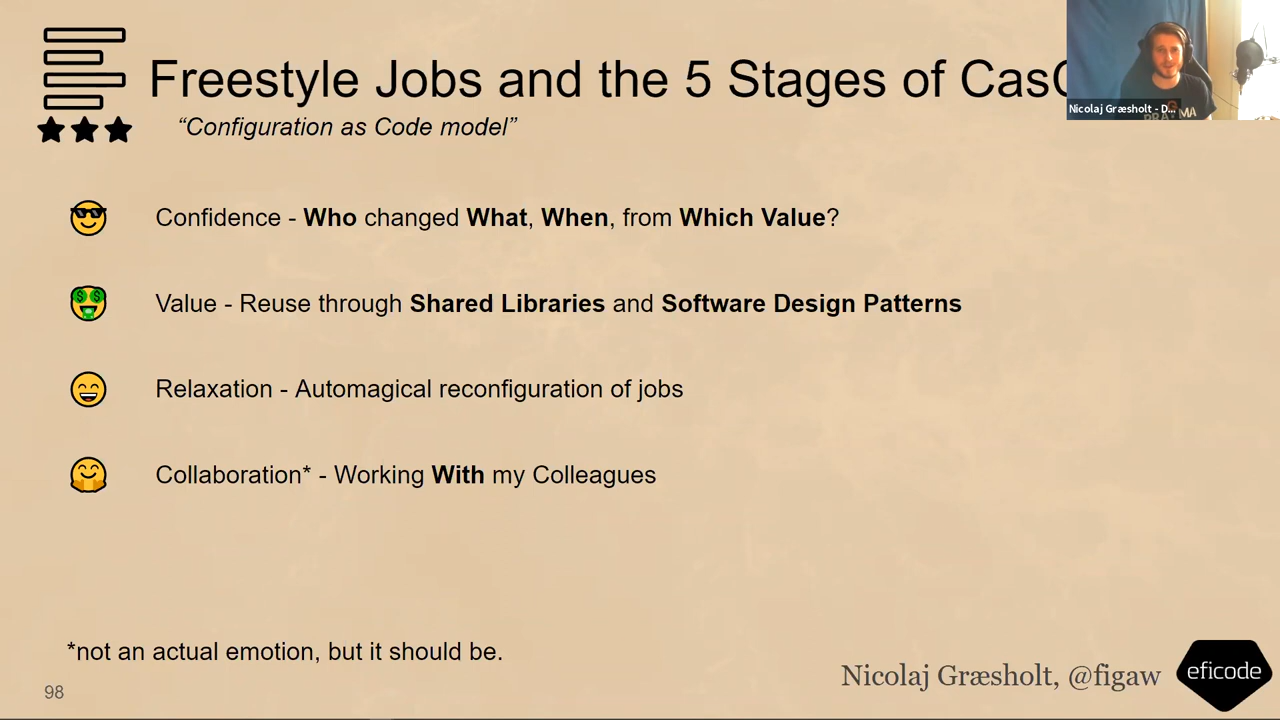 Freestyle Jobs and the 5 Stages of Cas
“Configuration as Code model”
Nicolaj Græsholt - D...
Confidence - Who changed What, When, from Which Value?
Value - Reuse through Shared Libraries and Software Design Patterns
Relaxation - Automagical reconfiguration of jobs
Collaboration* - Working With my Colleagues
*not an actual emotion, but it should be.
Nicolaj Græsholt, @figaw
eficode
98